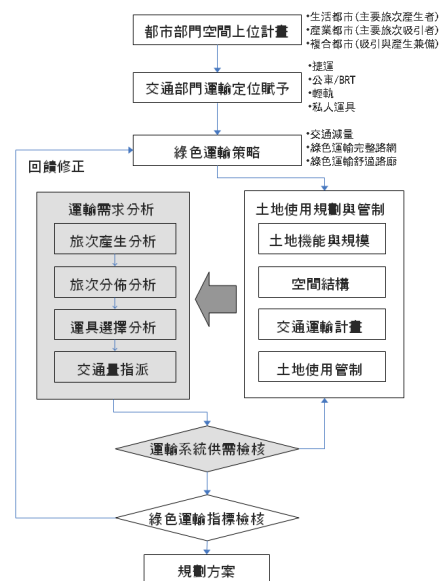 都市部門空間上位計畫
•生活都市(主要旅次產生者)
•產業都市(主要旅次吸引者)
•複合都市(吸引與產生兼備)
交通部門運輸定位賦予
•捷運
•公車/BRT
•輕軌
•私人運具
綠色運輸策略
•交通減量
•綠色運輸完整路網
•綠色運輸舒適路廊
回饋修正
運輸需求分析
旅次產生分析
旅次分佈分析
運具選擇分析
交通量指派
土地使用規劃與管制
土地機能與規模
空間結構
交通運輸計畫
土地使用管制
運輸系統供需檢核
綠色運輸指標檢核
規劃方案